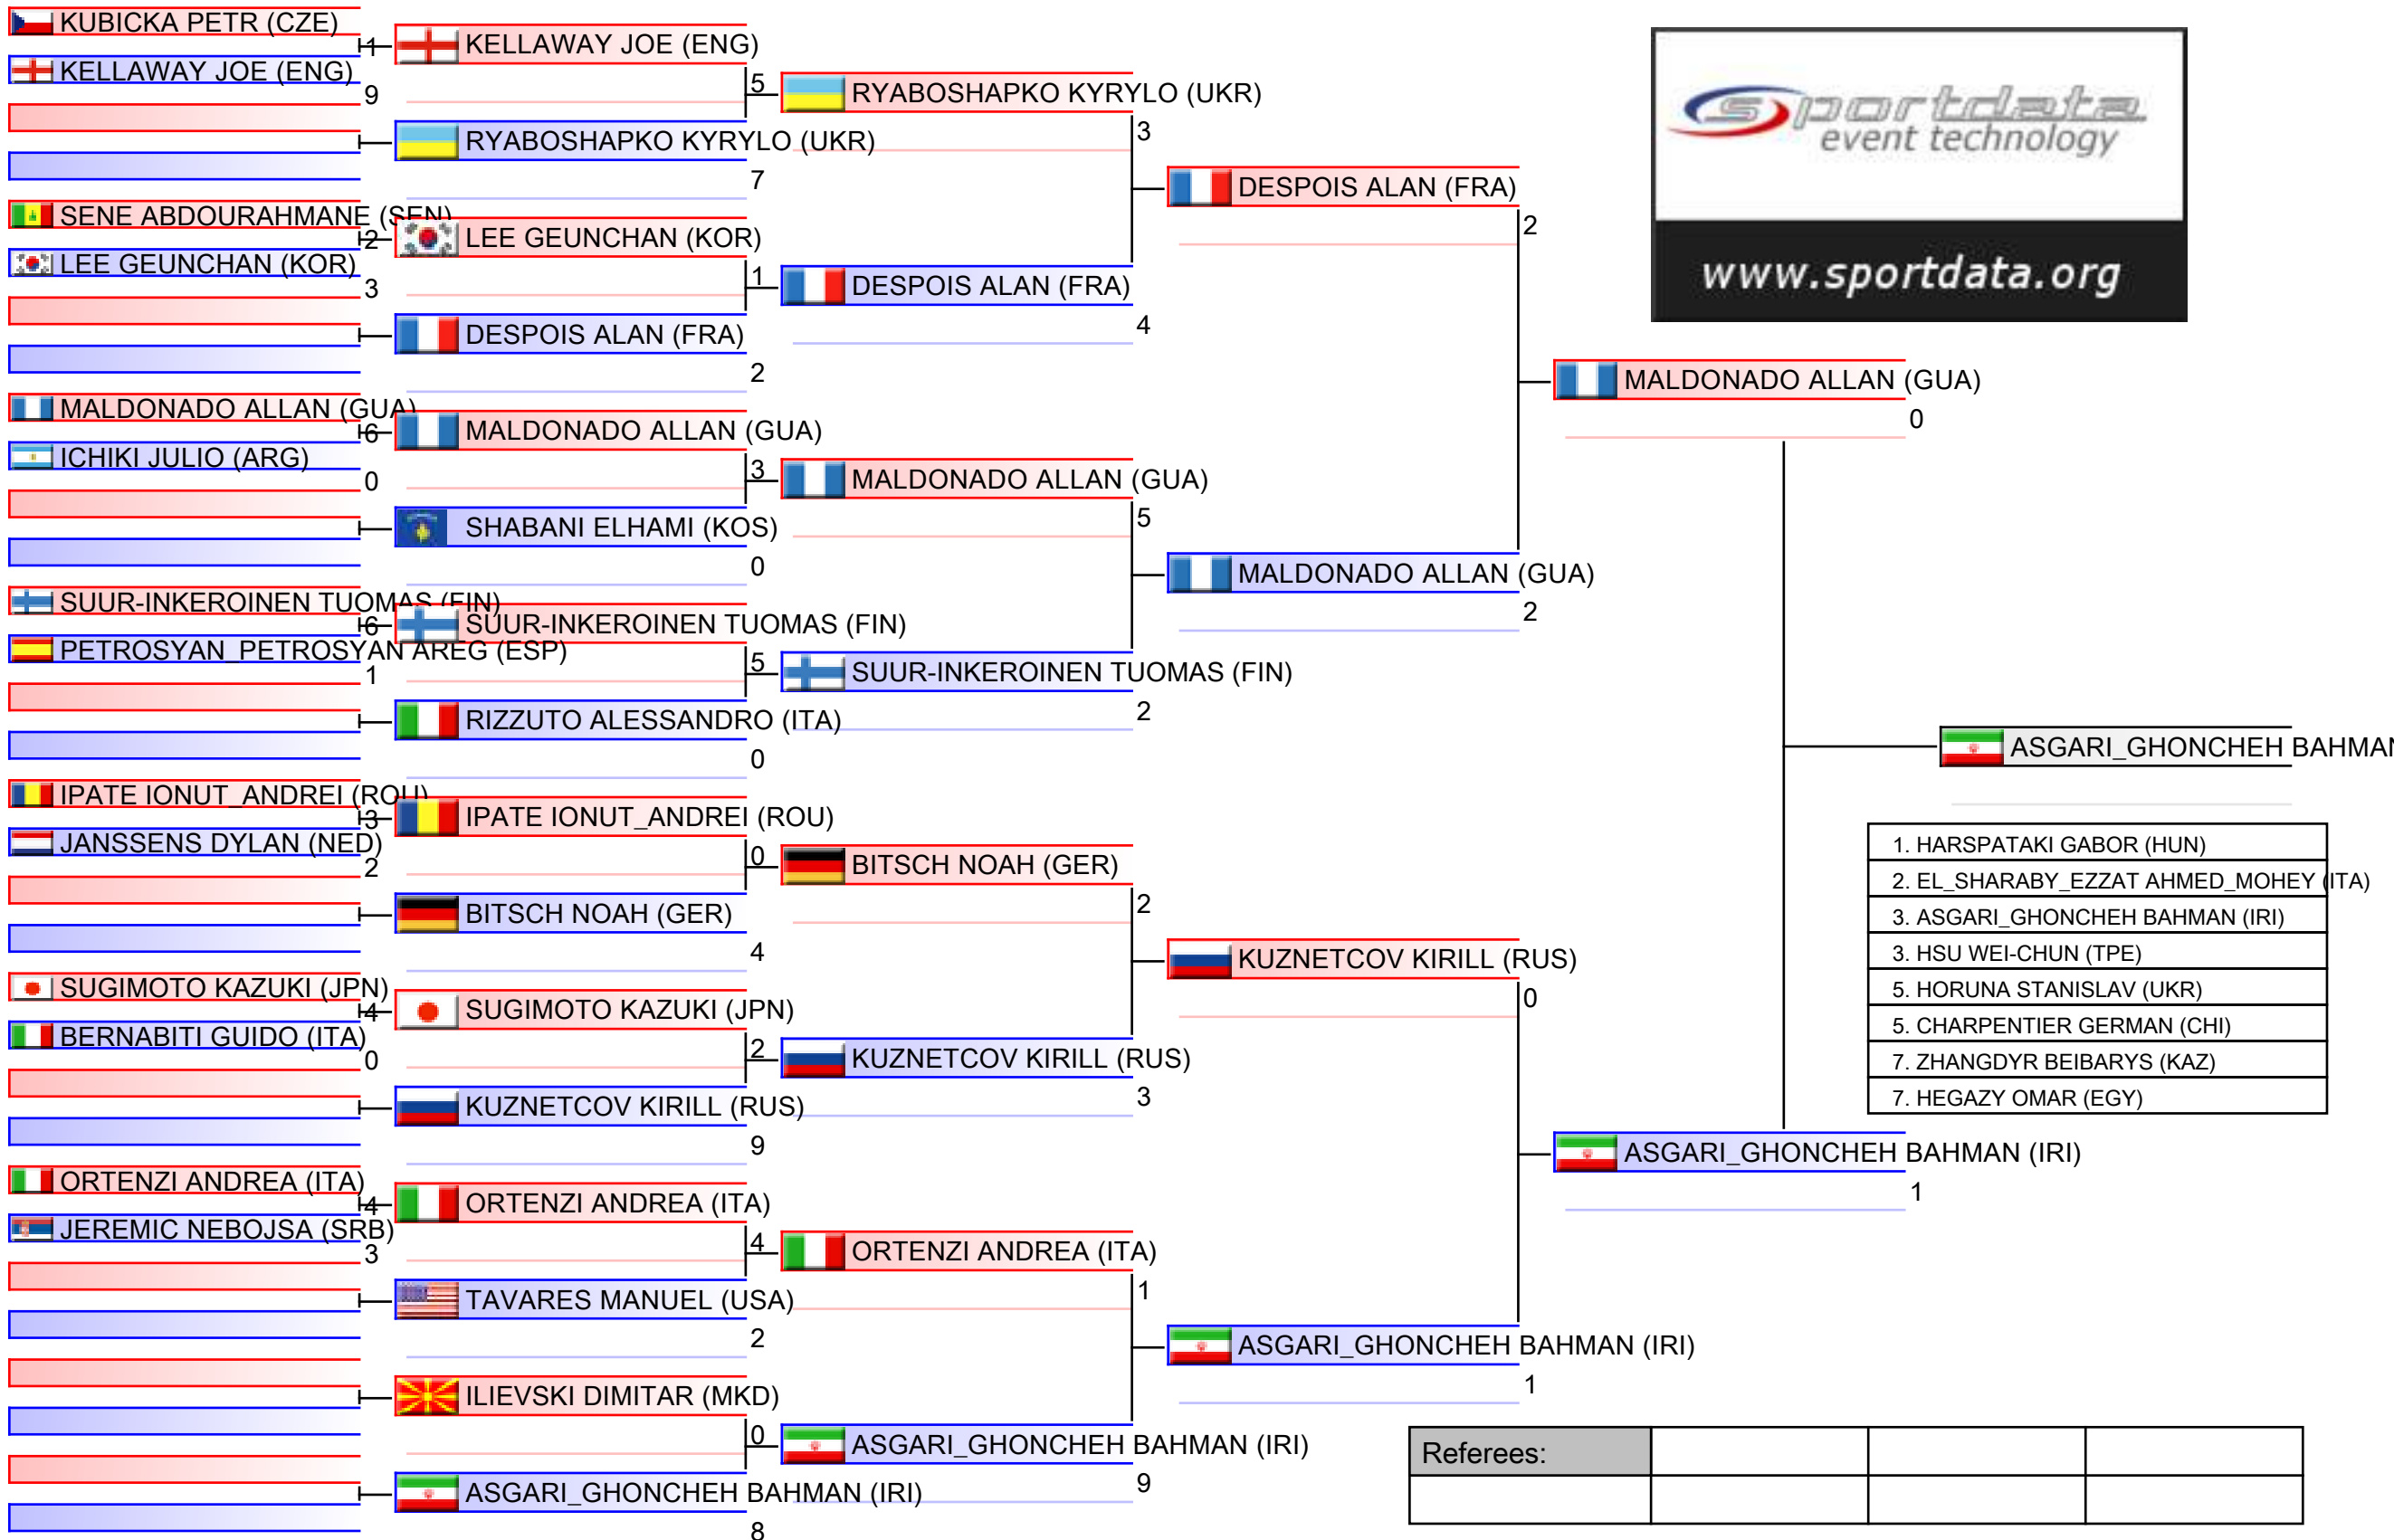 KUBICKA PETR (CZE)
1
KELLAWAY JOE (ENG)
9
SENE ABDOURAHMANE (SEN)
2
LEE GEUNCHAN (KOR)
3
MALDONADO ALLAN (GUA)
6
ICHIKI JULIO (ARG)
0
SUUR-INKEROINEN TUOMAS (FIN)
6
PETROSYAN_PETROSYAN AREG (ESP)
1
IPATE IONUT_ANDREI (ROU)
3
JANSSENS DYLAN (NED)
2
SUGIMOTO KAZUKI (JPN)
4
BERNABITI GUIDO (ITA)
0
ORTENZI ANDREA (ITA)
4
JEREMIC NEBOJSA (SRB)
3
KELLAWAY JOE (ENG)
5
RYABOSHAPKO KYRYLO (UKR)
7
LEE GEUNCHAN (KOR)
1
DESPOIS ALAN (FRA)
2
MALDONADO ALLAN (GUA)
3
SHABANI ELHAMI (KOS)
0
SUUR-INKEROINEN TUOMAS (FIN)
5
RIZZUTO ALESSANDRO (ITA)
0
IPATE IONUT_ANDREI (ROU)
0
BITSCH NOAH (GER)
4
SUGIMOTO KAZUKI (JPN)
2
KUZNETCOV KIRILL (RUS)
9
ORTENZI ANDREA (ITA)
4
TAVARES MANUEL (USA)
2
ILIEVSKI DIMITAR (MKD)
0
ASGARI_GHONCHEH BAHMAN (IRI)
8
RYABOSHAPKO KYRYLO (UKR)
3
DESPOIS ALAN (FRA)
4
MALDONADO ALLAN (GUA)
5
SUUR-INKEROINEN TUOMAS (FIN)
2
BITSCH NOAH (GER)
2
KUZNETCOV KIRILL (RUS)
3
ORTENZI ANDREA (ITA)
1
ASGARI_GHONCHEH BAHMAN (IRI)
9
DESPOIS ALAN (FRA)
2
MALDONADO ALLAN (GUA)
2
KUZNETCOV KIRILL (RUS)
0
ASGARI_GHONCHEH BAHMAN (IRI)
1
MALDONADO ALLAN (GUA)
0
ASGARI_GHONCHEH BAHMAN (IRI)
1
sportdata
event technology
www.sportdata.org
ASGARI_GHONCHEH BAHMAN
1. HARSPATAKI GABOR (HUN)
2. EL_SHARABY_EZZAT AHMED_MOHEY (ITA)
3. ASGARI_GHONCHEH BAHMAN (IRI)
3. HSU WEI-CHUN (TPE)
5. HORUNA STANISLAV (UKR)
5. CHARPENTIER GERMAN (CHI)
7. ZHANGDYR BEIBARYS (KAZ)
7. HEGAZY OMAR (EGY)
Referees: